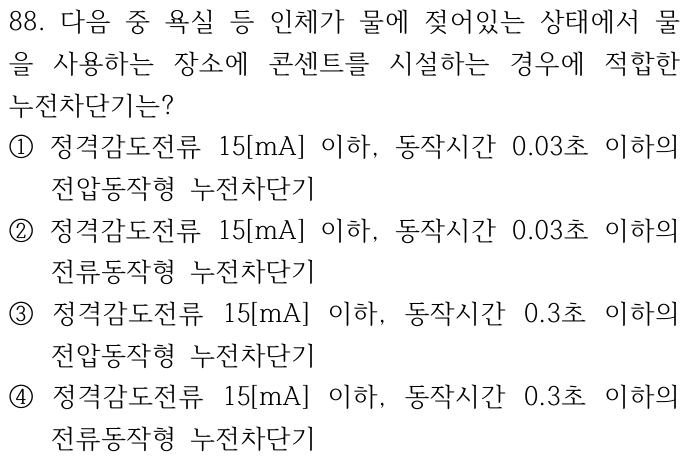 88. 다음 중 욕실 등 인체가 물에 젖어있는 상태에서 물
을 사용하는 장소에 콘센트를 시설하는 경우에 적합한
누전차단기는?
① 정격감도전류 15[mA] 이하, 동작시간 0.03초 이하의
전압동작형 누전차단기
② 정격감도전류 15[mA] 이하, 동작시간 0.03초 이하의
전류동작형 누전차단기
③ 정격감도전류 15[mA] 이하, 동작시간 0.3초 이하의
전압동작형 누전차단기
④ 정격감도전류 15[mA] 이하, 동작시간 0.3초 이하의
전류동작형 누전차단기